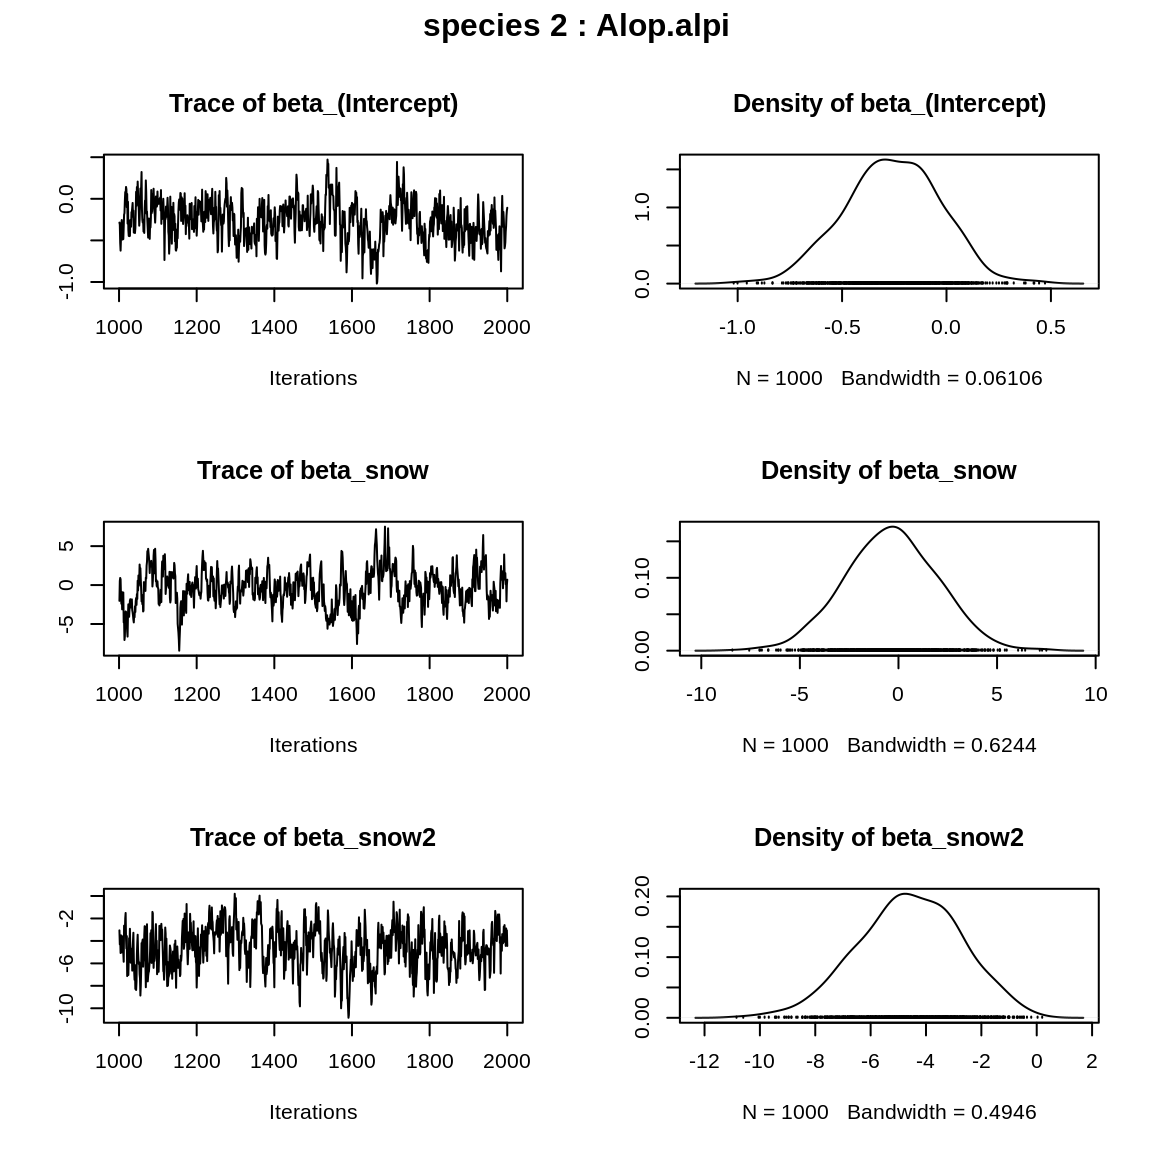 species 2 : Alop.alpi
Trace of beta_(Intercept)
0.0
-1.0
1000 1200 1400 1600 1800 2000
Iterations
Density of beta_(Intercept)
1.0
0.0
-1.0 -0.5 0.0 0.5
N = 1000 Bandwidth = 0.06106
Trace of beta_snow
5
0
-5
1000 1200 1400 1600 1800 2000
Iterations
Density of beta_snow
0.10
0.00
-10 -5 0 5 10
N = 1000 Bandwidth = 0.6244
Trace of beta_snow2
-2
-6
-10
1000 1200 1400 1600 1800 2000
Iterations
Density of beta_snow2
0.20
0.10
0.00
-12 -10 -8 -6 -4 -2 0 2
N = 1000 Bandwidth = 0.4946